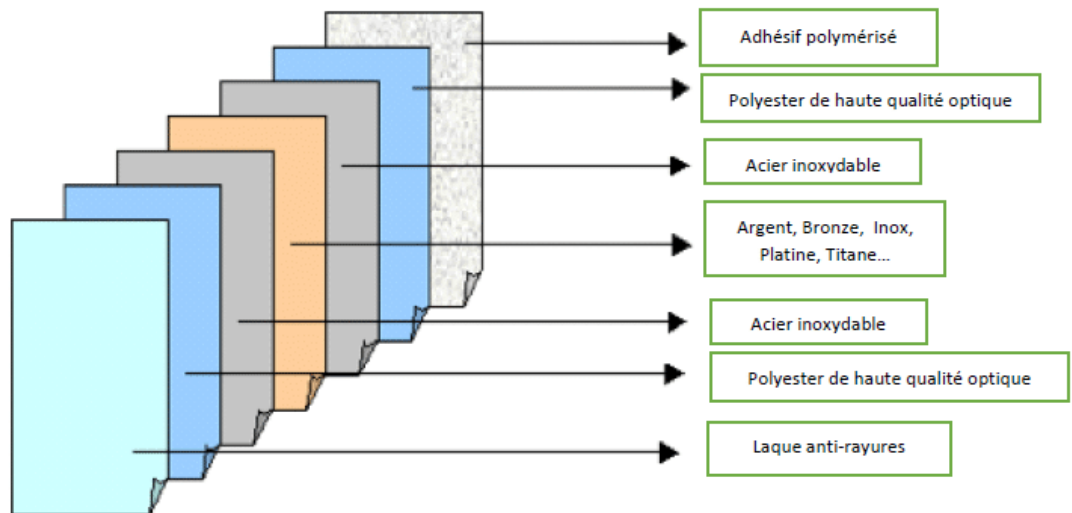 Adhésif polymérisé
Polyester de haute qualité optique
Acier inoxydable
Argent, Bronze, Inox,
Platine, Titane...
Acier inoxydable
Polyester de haute qualité optique
Laque anti-rayures